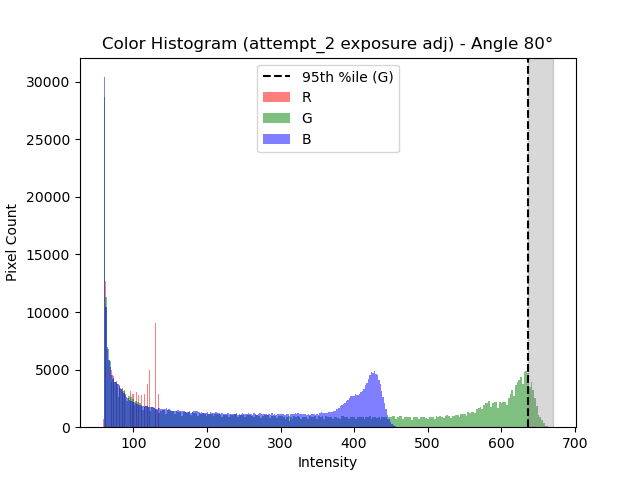 Color Histogram (attempt_2 exposure adj) - Angle 80°
95th %ile (G)
R
G
B
30000
25000
20000
15000
10000
5000
0
Pixel Count
100
200
300
400
500
600
700
Intensity